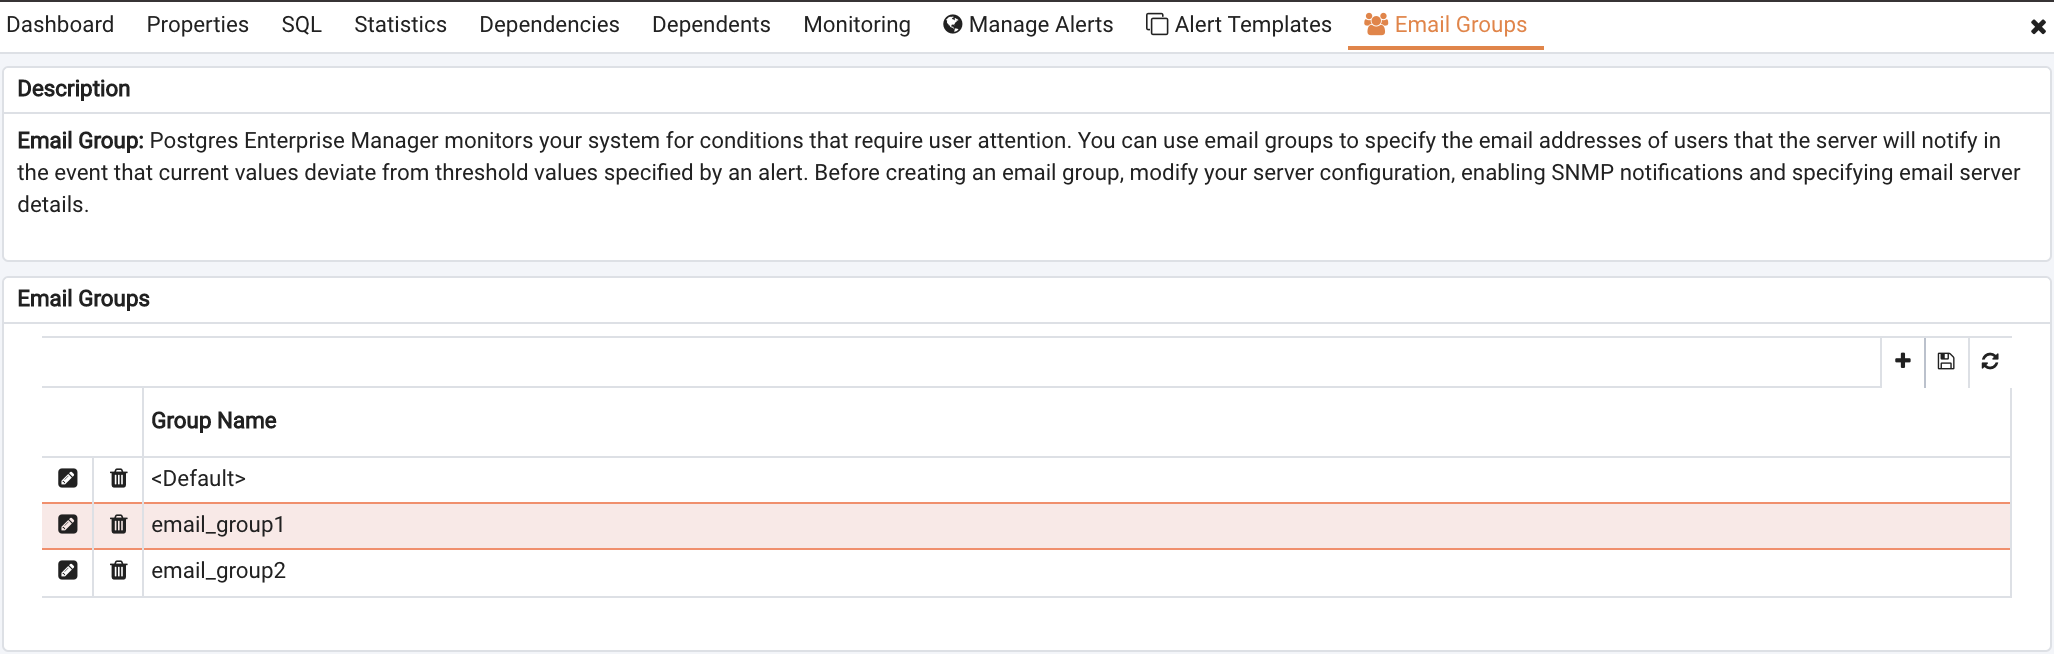 Dashboard Properties SQL Statistics Dependencies Dependents Monitoring Manage Alerts Alert Templates Email Groups
Description
Email Group: Postgres Enterprise Manager monitors your system for conditions that require user attention. You can use email groups to specify the email addresses of users that the server will notify in
the event that current values deviate from threshold values specified by an alert. Before creating an email group, modify your server configuration, enabling SNMP notifications and specifying email server
details.
Email Groups
Group Name
<Default>
email_group1
email_group2